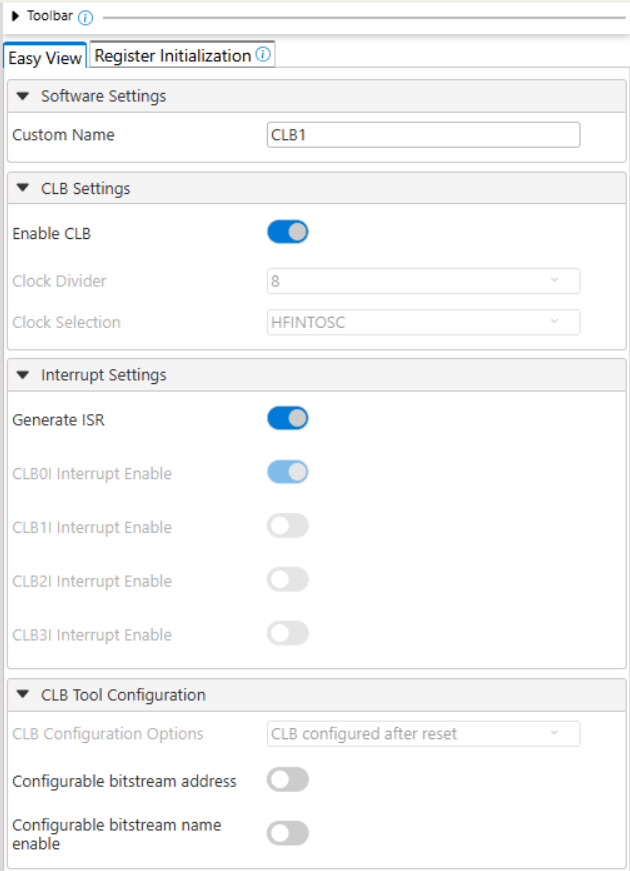 Toolbar
Easy View
Register Initialization
Software Settings
Custom Name
CLB1
CLB Settings
Enable CLB
Clock Divider
8
Clock Selection
HFINTOSC
Interrupt Settings
Generate ISR
CLB0I Interrupt Enable
CLB1I Interrupt Enable
CLB2I Interrupt Enable
CLB3I Interrupt Enable
CLB Tool Configuration
CLB Configuration Options
CLB configured after reset
Configurable bitstream address
Configurable bitstream name
enable